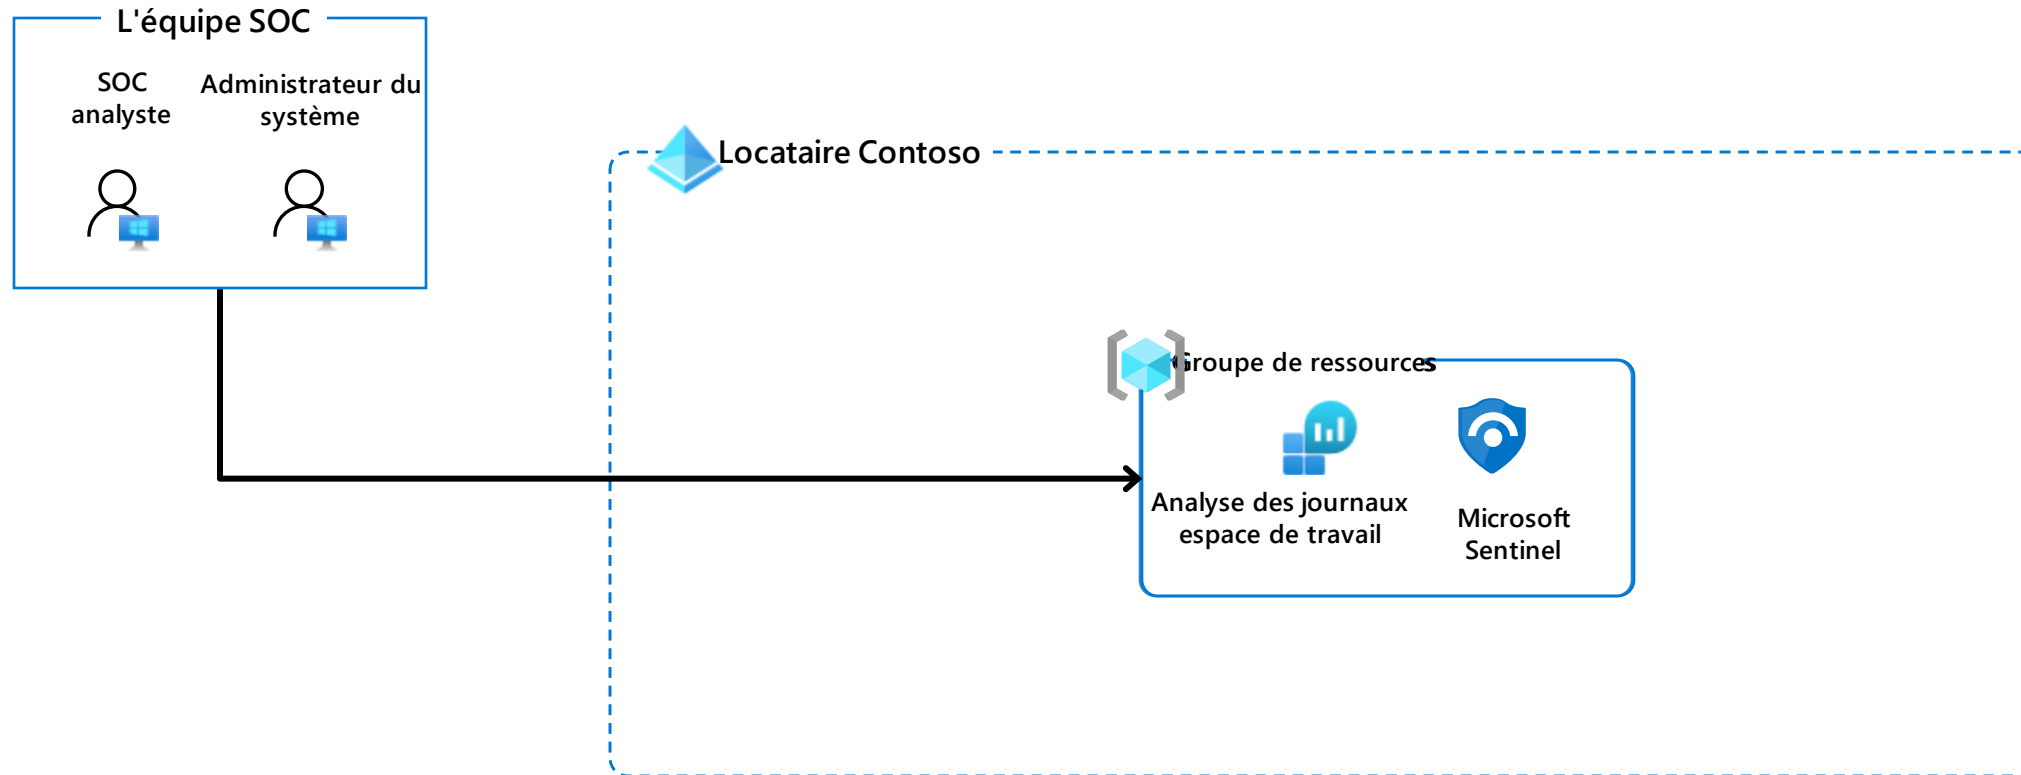 L'équipe SOC
SOC
analyste
Administrateur du
système
Locataire Contoso
Groupe de ressources
Analyse des journaux
espace de travail
Microsoft
Sentinel